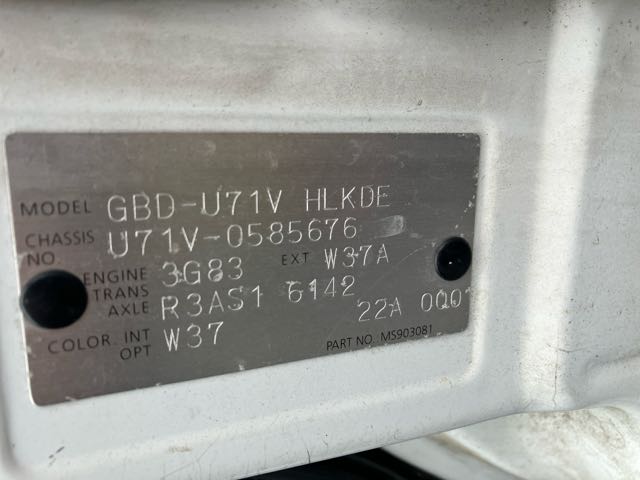 MODEL GBD-U71V HLKDE
CHASSIS NO. U71V-0585676
ENGINE 3G83 EXT W37A
TRANS AXLE R3AS1 6142 22A 0001
COLOR. INT OPT W37
PART NO. MS903081